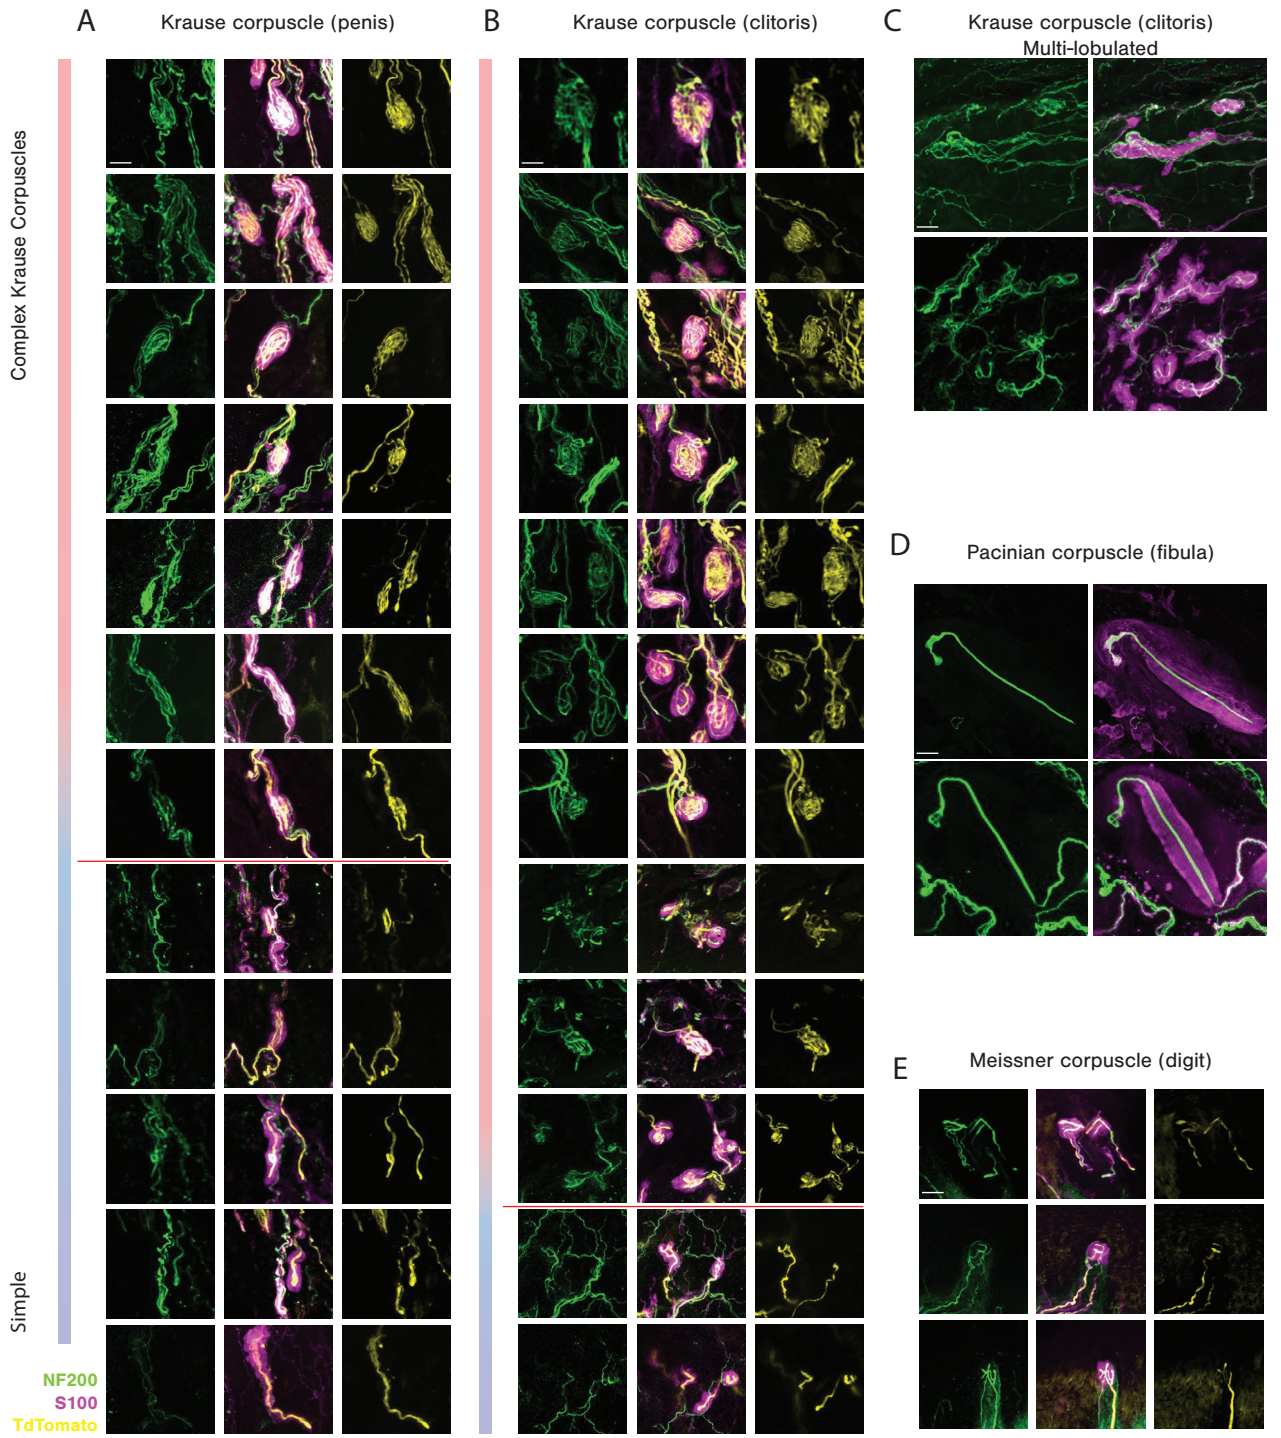 A
Krause corpuscle (penis)
B
Krause corpuscle (clitoris)
C
Krause corpuscle (clitoris)
Multi-lobulated
Complex Krause Corpuscles
D
Pacinian corpuscle (fibula)
E
Meissner corpuscle (digit)
Simple
NF200
S100
TdTomato